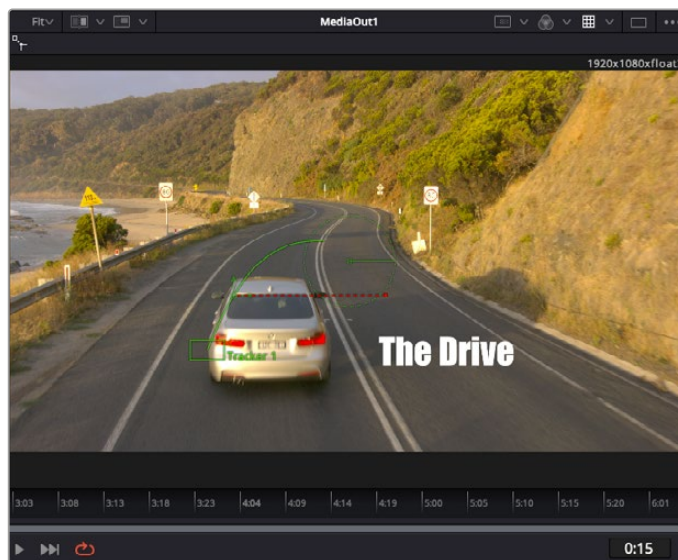 Fit MediaOut1
1920x1080xfloat
Tracker 1
The Drive
3:03 3:08 3:13 3:18 3:23 4:04 4:09 4:14 4:19 5:00 5:05 5:10 5:15 5:20 6:01
0:15